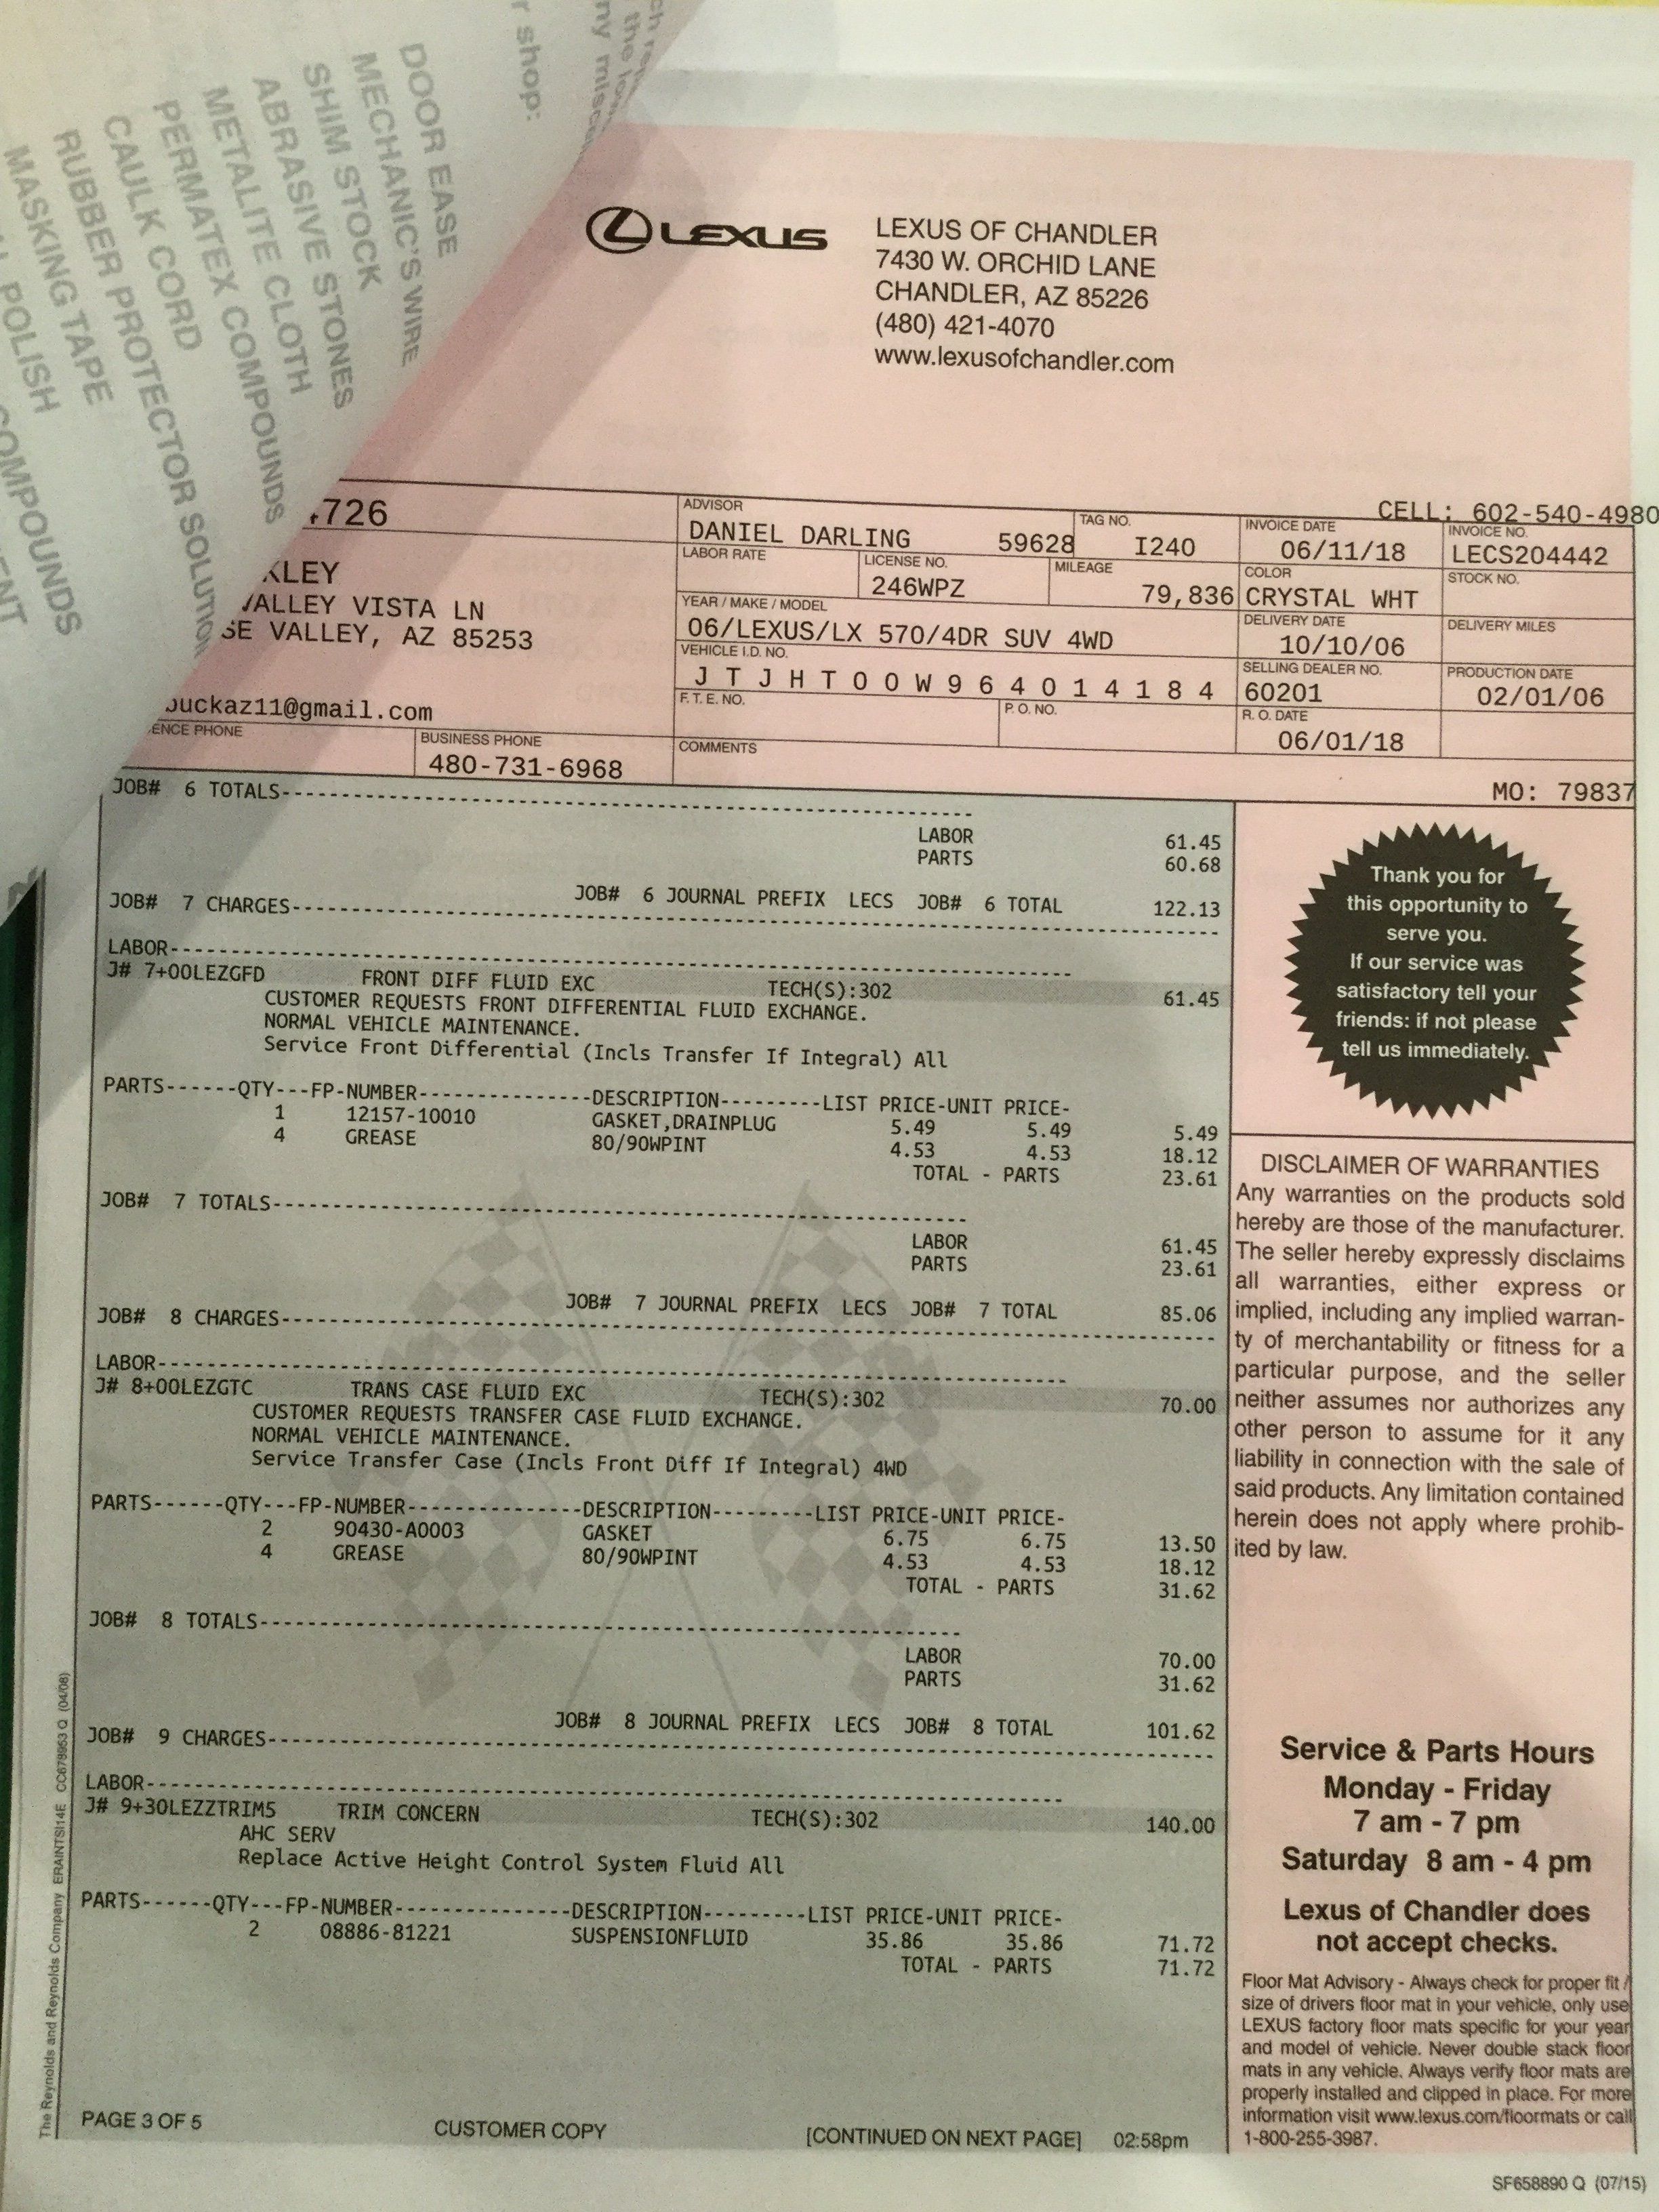 r shop:
ch re
the fo
ny misce
DOOR EASE
MECHANIC'S WIRE
SHIM STOCK
ABRASIVE STONES
METALITE CLOTH
PERMATEX COMPOUNDS
CAULK CORD
RUBBER PROTECTOR SOLUTION
MASKING TAPE
POLISH
COMPOUNDS
LEXUS
LEXUS OF CHANDLER
7430 W. ORCHID LANE
CHANDLER, AZ 85226
(480) 421-4070
www.lexusofchandler.com
CELL: 602-540-4980
726
ADVISOR
DANIEL DARLING 59628
TAG NO.
I240
INVOICE DATE
06/11/18
INVOICE NO.
LECS204442
KLEY
VALLEY VISTA LN
SE VALLEY, AZ 85253
LABOR RATE
LICENSE NO.
246WPZ
MILEAGE
79,836
COLOR
CRYSTAL WHT
STOCK NO.
YEAR / MAKE / MODEL
06/LEXUS/LX 570/4DR SUV 4WD
DELIVERY DATE
10/10/06
DELIVERY MILES
VEHICLE I.D. NO.
J T J H T 0 0 W 9 6 4 0 1 4 1 8 4
SELLING DEALER NO.
60201
PRODUCTION DATE
02/01/06
buckaz11@gmail.com
F. T. E. NO.
P. O. NO.
R. O. DATE
06/01/18
ENCE PHONE
BUSINESS PHONE
480-731-6968
COMMENTS
MO: 79837
JOB# 6 TOTALS
LABOR 61.45
PARTS 60.68
JOB# 6 JOURNAL PREFIX LECS JOB# 6 TOTAL 122.13
JOB# 7 CHARGES
LABOR
J# 7+00LEZGFD FRONT DIFF FLUID EXC TECH(S):302 61.45
CUSTOMER REQUESTS FRONT DIFFERENTIAL FLUID EXCHANGE.
NORMAL VEHICLE MAINTENANCE.
Service Front Differential (Incls Transfer If Integral) All
PARTS------QTY---FP-NUMBER---------------DESCRIPTION---------LIST PRICE-UNIT PRICE-
1 12157-10010 GASKET,DRAINPLUG 5.49 5.49 5.49
4 GREASE 80/90WPINT 4.53 4.53 18.12
TOTAL - PARTS 23.61
JOB# 7 TOTALS
LABOR 61.45
PARTS 23.61
JOB# 7 JOURNAL PREFIX LECS JOB# 7 TOTAL 85.06
JOB# 8 CHARGES
LABOR
J# 8+00LEZGTC TRANS CASE FLUID EXC TECH(S):302 70.00
CUSTOMER REQUESTS TRANSFER CASE FLUID EXCHANGE.
NORMAL VEHICLE MAINTENANCE.
Service Transfer Case (Incls Front Diff If Integral) 4WD
PARTS------QTY---FP-NUMBER---------------DESCRIPTION---------LIST PRICE-UNIT PRICE-
2 90430-A0003 GASKET 6.75 6.75 13.50
4 GREASE 80/90WPINT 4.53 4.53 18.12
TOTAL - PARTS 31.62
JOB# 8 TOTALS
LABOR 70.00
PARTS 31.62
JOB# 8 JOURNAL PREFIX LECS JOB# 8 TOTAL 101.62
JOB# 9 CHARGES
LABOR
J# 9+30LEZZTRIM5 TRIM CONCERN TECH(S):302 140.00
AHC SERV
Replace Active Height Control System Fluid All
PARTS------QTY---FP-NUMBER---------------DESCRIPTION---------LIST PRICE-UNIT PRICE-
2 08886-81221 SUSPENSIONFLUID 35.86 35.86 71.72
TOTAL - PARTS 71.72
PAGE 3 OF 5 CUSTOMER COPY [CONTINUED ON NEXT PAGE] 02:58pm
Thank you for
this opportunity to
serve you.
If our service was
satisfactory tell your
friends: if not please
tell us immediately.
DISCLAIMER OF WARRANTIES
Any warranties on the products sold
hereby are those of the manufacturer.
The seller hereby expressly disclaims
all warranties, either express or
implied, including any implied warran-
ty of merchantability or fitness for a
particular purpose, and the seller
neither assumes nor authorizes any
other person to assume for it any
liability in connection with the sale of
said products. Any limitation contained
herein does not apply where prohib-
ited by law.
Service & Parts Hours
Monday - Friday
7 am - 7 pm
Saturday 8 am - 4 pm
Lexus of Chandler does
not accept checks.
Floor Mat Advisory - Always check for proper fit /
size of drivers floor mat in your vehicle, only use
LEXUS factory floor mats specific for your year
and model of vehicle. Never double stack floor
mats in any vehicle. Always verify floor mats are
properly installed and clipped in place. For more
information visit www.lexus.com/floormats or call
1-800-255-3987.
The Reynolds and Reynolds Company ERAINTSI14E CC678953 Q (04/08)
SF658890 Q (07/15)